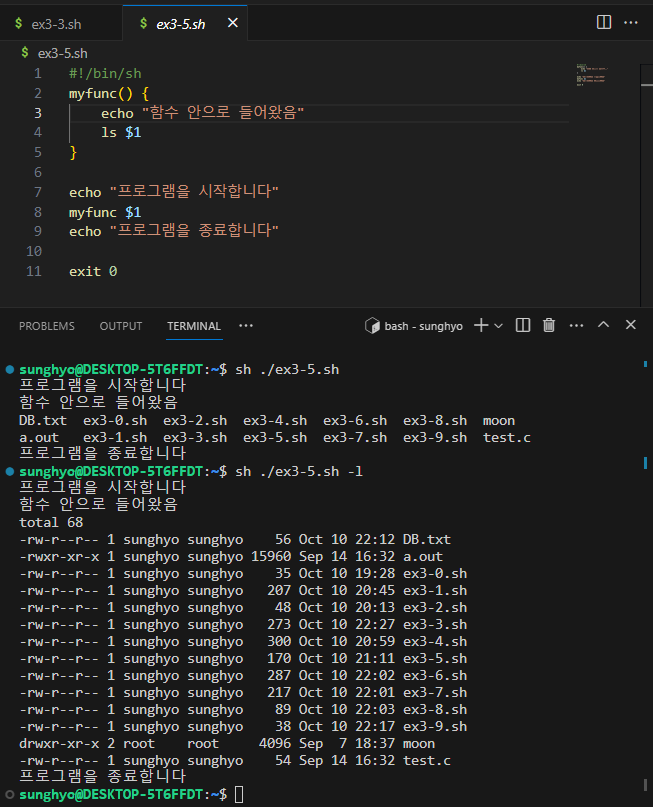 $ ex3-3.sh
$ ex3-5.sh
$ ex3-5.sh
1 #!/bin/sh
2 myfunc() {
3     echo "함수 안으로 들어왔음"
4     ls $1
5 }
6
7 echo "프로그램을 시작합니다"
8 myfunc $1
9 echo "프로그램을 종료합니다"
10
11 exit 0
PROBLEMS OUTPUT TERMINAL ··· bash - sunghyo
sunghyo@DESKTOP-5T6FFDT:~$ sh ./ex3-5.sh
프로그램을 시작합니다
함수 안으로 들어왔음
DB.txt  ex3-0.sh  ex3-2.sh  ex3-4.sh  ex3-6.sh  ex3-8.sh  moon
a.out   ex3-1.sh  ex3-3.sh  ex3-5.sh  ex3-7.sh  ex3-9.sh  test.c
프로그램을 종료합니다
sunghyo@DESKTOP-5T6FFDT:~$ sh ./ex3-5.sh -l
프로그램을 시작합니다
함수 안으로 들어왔음
total 68
-rw-r--r-- 1 sunghyo sunghyo    56 Oct 10 22:12 DB.txt
-rwxr-xr-x 1 sunghyo sunghyo 15960 Sep 14 16:32 a.out
-rw-r--r-- 1 sunghyo sunghyo    35 Oct 10 19:28 ex3-0.sh
-rw-r--r-- 1 sunghyo sunghyo   207 Oct 10 20:45 ex3-1.sh
-rw-r--r-- 1 sunghyo sunghyo    48 Oct 10 20:13 ex3-2.sh
-rw-r--r-- 1 sunghyo sunghyo   273 Oct 10 22:27 ex3-3.sh
-rw-r--r-- 1 sunghyo sunghyo   300 Oct 10 20:59 ex3-4.sh
-rw-r--r-- 1 sunghyo sunghyo   170 Oct 10 21:11 ex3-5.sh
-rw-r--r-- 1 sunghyo sunghyo   287 Oct 10 22:02 ex3-6.sh
-rw-r--r-- 1 sunghyo sunghyo   217 Oct 10 22:01 ex3-7.sh
-rw-r--r-- 1 sunghyo sunghyo    89 Oct 10 22:03 ex3-8.sh
-rw-r--r-- 1 sunghyo sunghyo    38 Oct 10 22:17 ex3-9.sh
drwxr-xr-x 2 root    root     4096 Sep  7 18:37 moon
-rw-r--r-- 1 sunghyo sunghyo    54 Sep 14 16:32 test.c
프로그램을 종료합니다
sunghyo@DESKTOP-5T6FFDT:~$